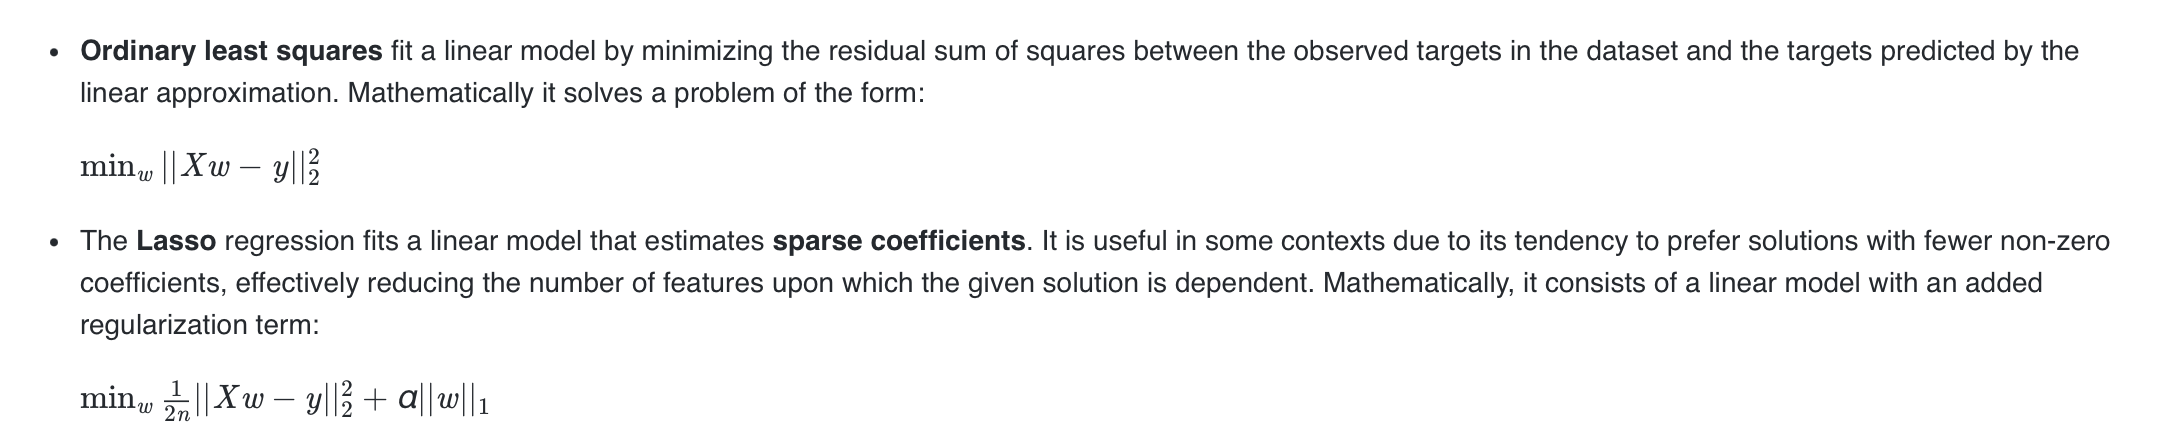 • Ordinary least squares fit a linear model by minimizing the residual sum of squares between the observed targets in the dataset and the targets predicted by the
linear approximation. Mathematically it solves a problem of the form:
min_w ||Xw − y||_2^2
• The Lasso regression fits a linear model that estimates sparse coefficients. It is useful in some contexts due to its tendency to prefer solutions with fewer non-zero
coefficients, effectively reducing the number of features upon which the given solution is dependent. Mathematically, it consists of a linear model with an added
regularization term:
min_w \frac{1}{2n}||Xw − y||_2^2 + α||w||_1